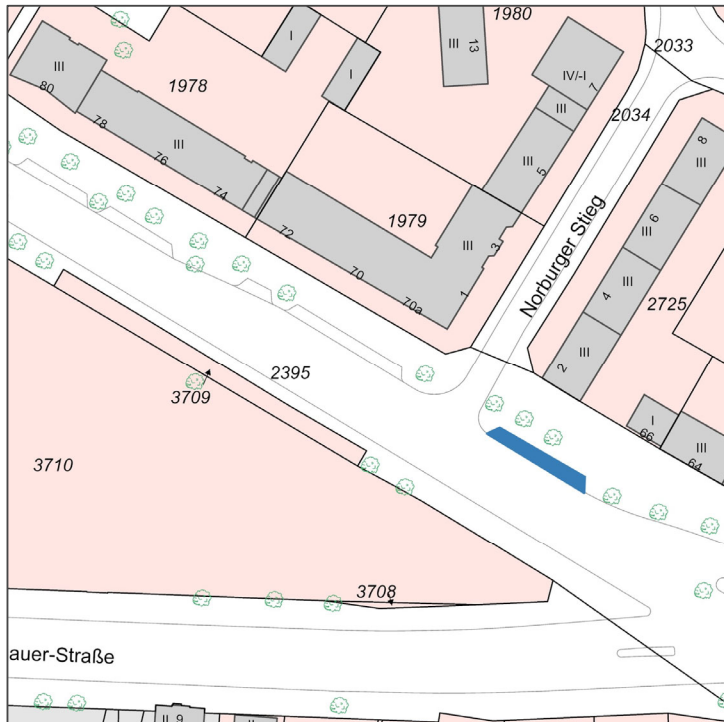 1980
2033
III
13
I
III
IV/-I
7
80
1978
I
III
2034
78
III
8
76
III
5
III
74
6
III
1979
72
III
3
Norburger Stieg
70
1
4
III
2725
70a
2395
2
III
3709
I
66
III
64
3710
3708
auer-Straße
II
9